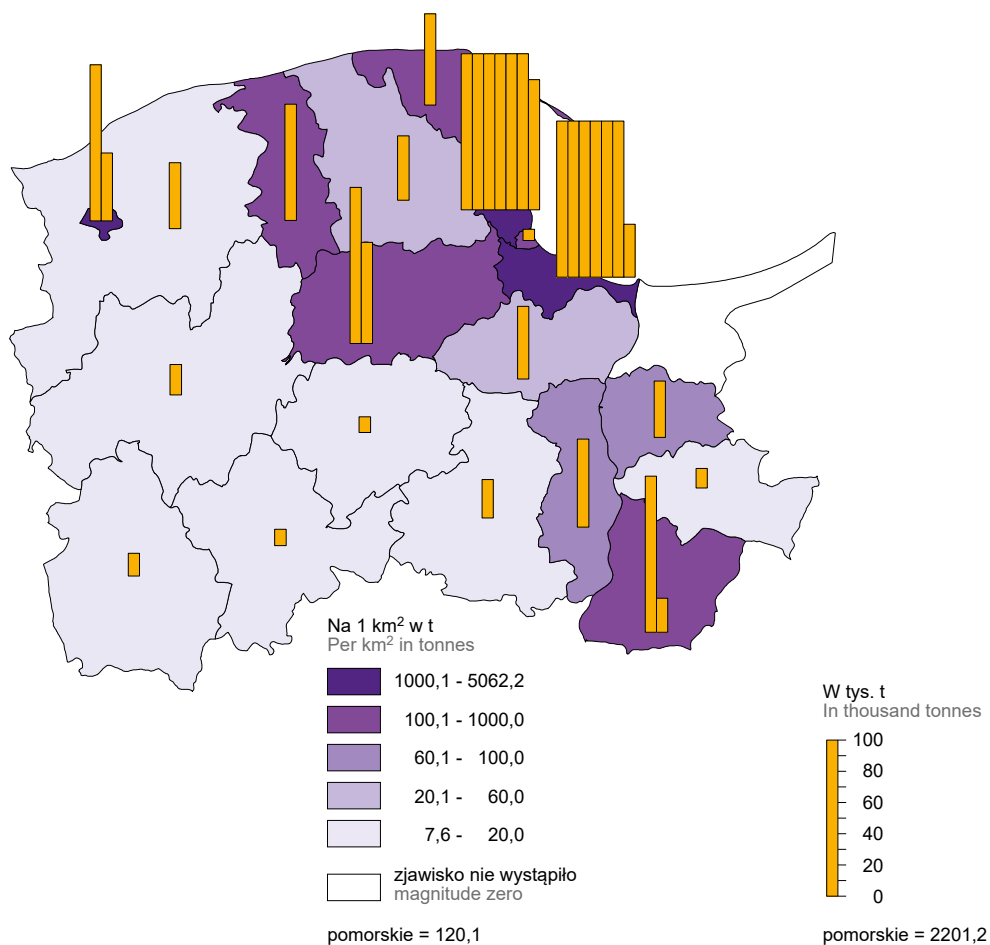 Na 1 km² w t
Per km² in tonnes
1000,1 - 5062,2
100,1 - 1000,0
60,1 - 100,0
20,1 - 60,0
7,6 - 20,0
zjawisko nie wystąpiło
magnitude zero
pomorskie = 120,1
W tys. t
In thousand tonnes
100
80
60
40
20
0
pomorskie = 2201,2